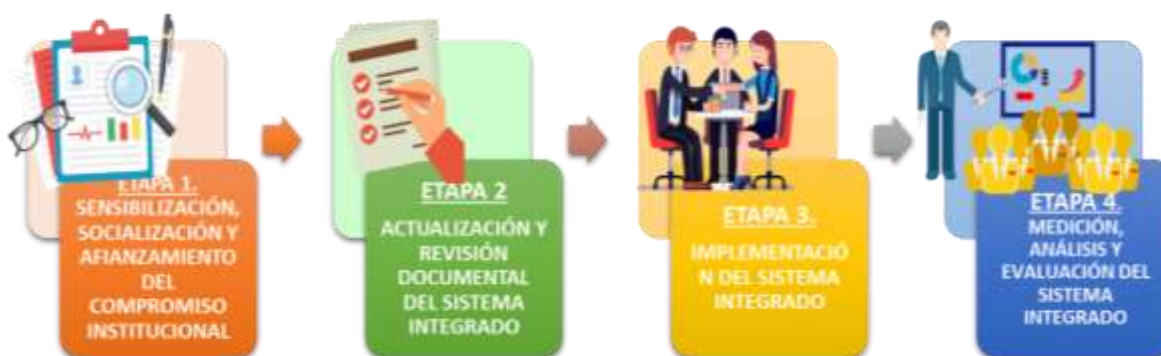 ETAPA 1.
SENSIBILIZACIÓN,
SOCIALIZACIÓN Y
AFIANZAMIENTO
DEL
COMPROMISO
INSTITUCIONAL
ETAPA 2
ACTUALIZACIÓN Y
REVISIÓN
DOCUMENTAL
DEL SISTEMA
INTEGRADO
ETAPA 3.
IMPLEMENTACIÓ
N DEL SISTEMA
INTEGRADO
ETAPA 4.
MEDICIÓN,
ANÁLISIS Y
EVALUACIÓN DEL
SISTEMA
INTEGRADO